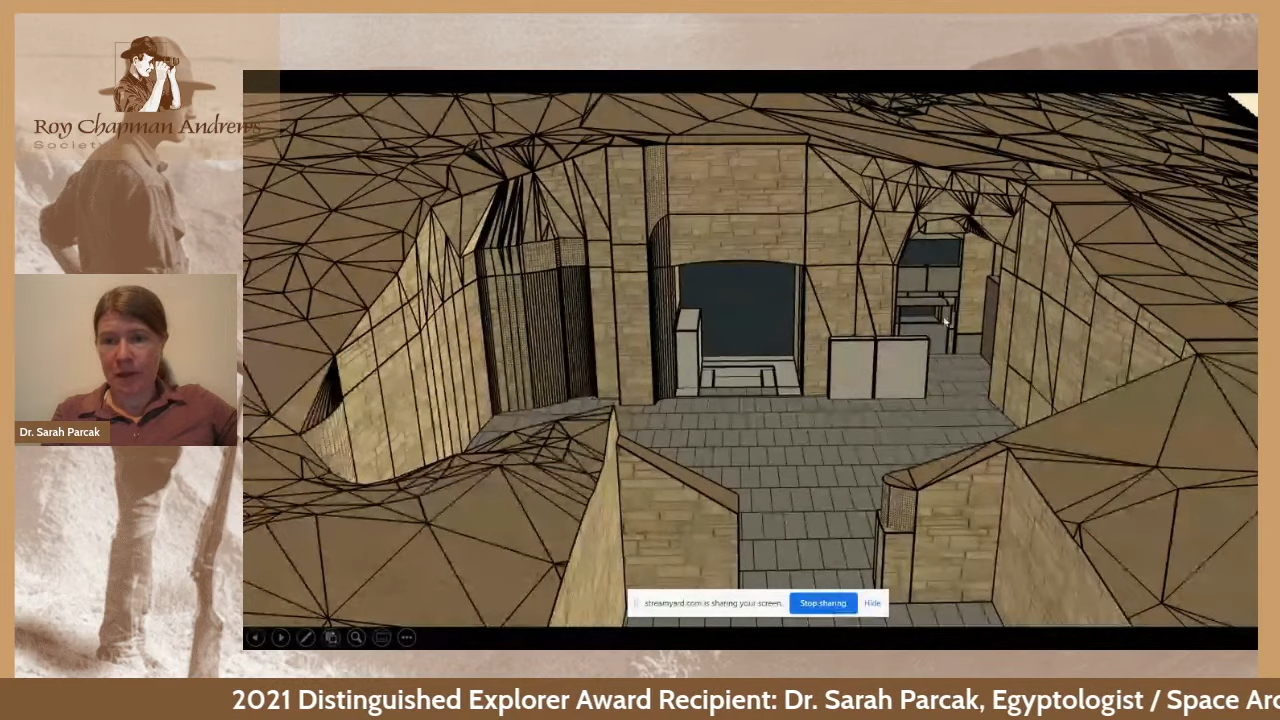 Roy Chapman Andrews
Society
Dr. Sarah Parcak
streamyard.com is sharing your screen.
Stop sharing
Hide
2021 Distinguished Explorer Award Recipient: Dr. Sarah Parcak, Egyptologist / Space Arc